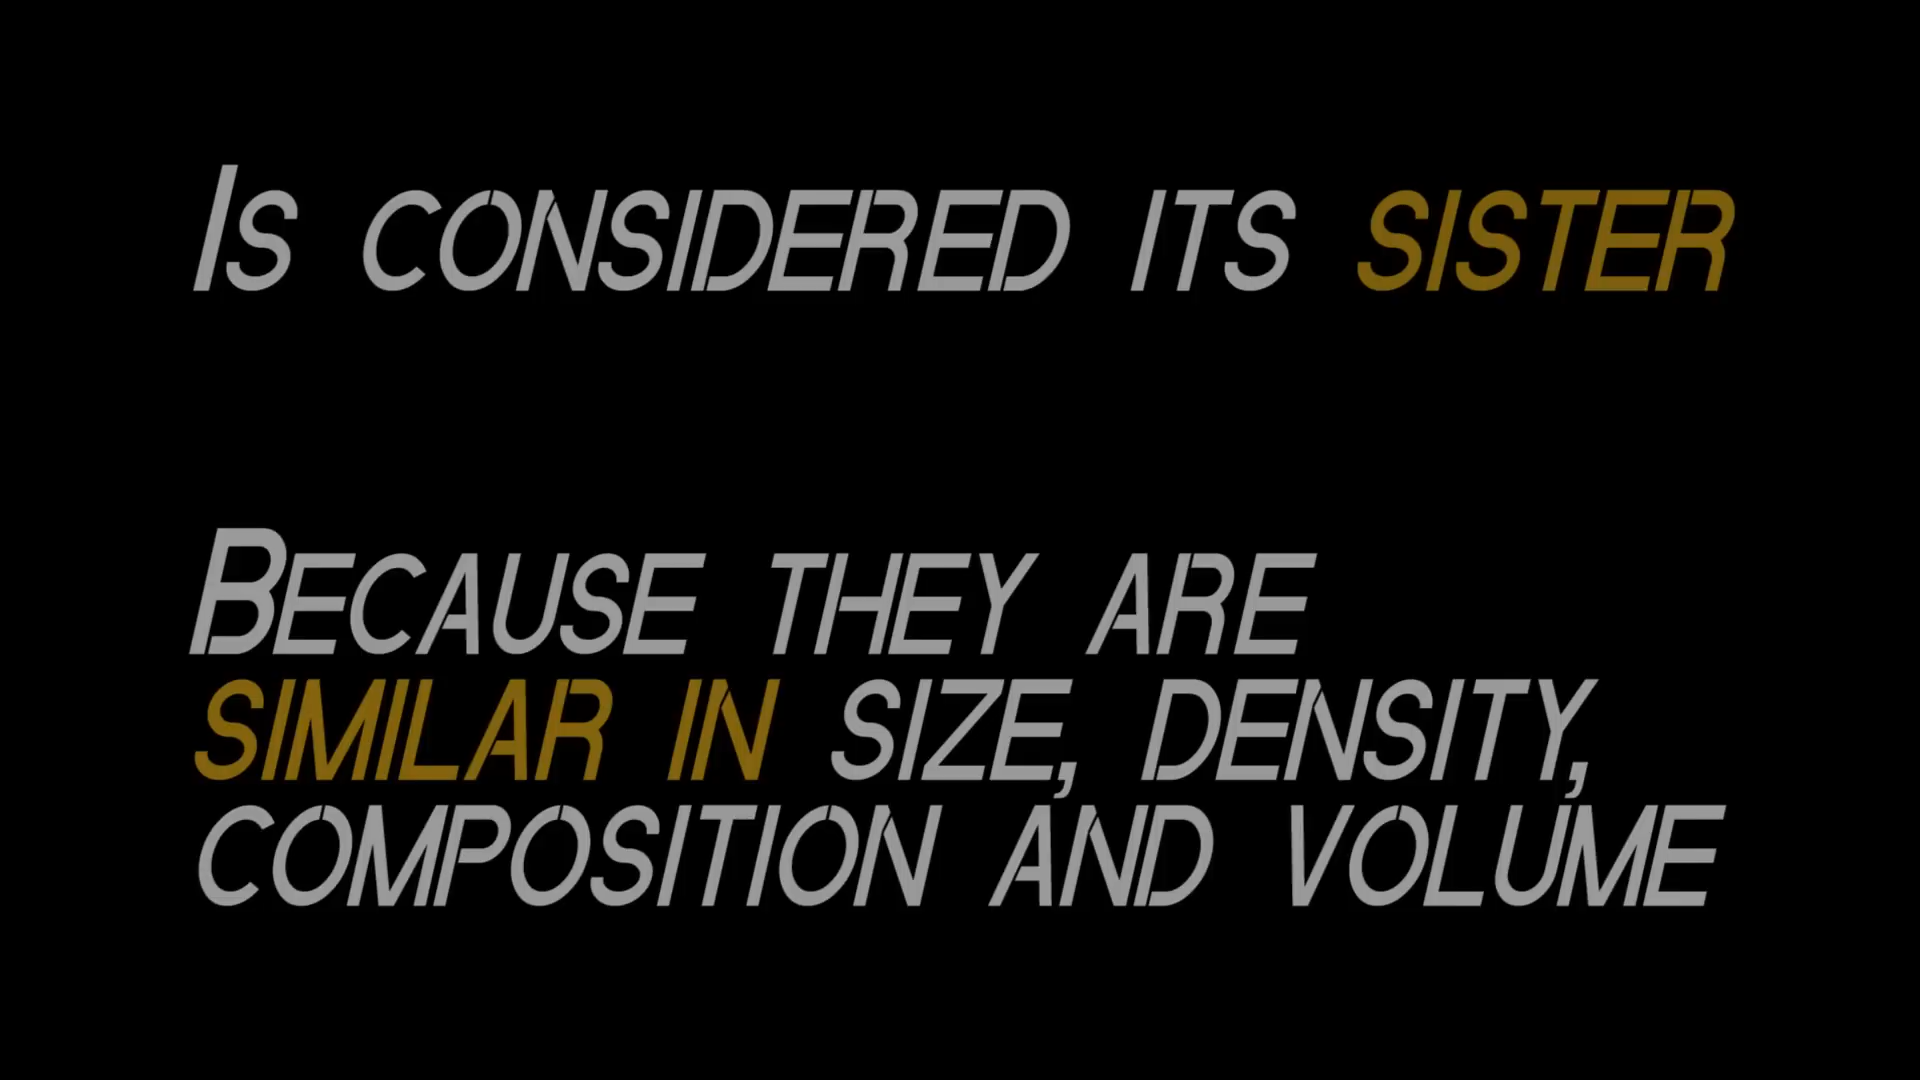 Is considered its sister
Because they are
similar in size, density,
composition and volume